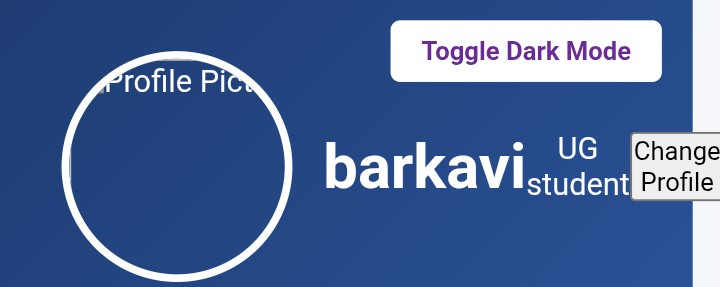 Toggle Dark Mode
Profile Pict
barkavi
UG
student
Change
Profile